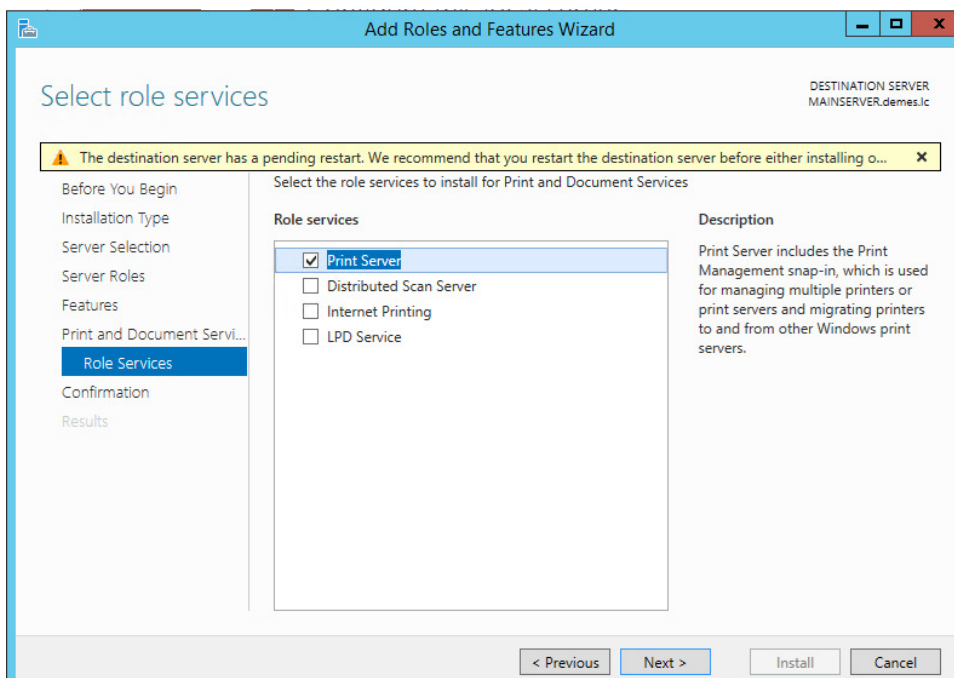 Add Roles and Features Wizard
Select role services
DESTINATION SERVER
MAINSERVER.demes.lc
The destination server has a pending restart. We recommend that you restart the destination server before either installing o...
Before You Begin
Installation Type
Server Selection
Server Roles
Features
Print and Document Servi...
Role Services
Confirmation
Results
Select the role services to install for Print and Document Services
Role services
Print Server
Distributed Scan Server
Internet Printing
LPD Service
Description
Print Server includes the Print
Management snap-in, which is used
for managing multiple printers or
print servers and migrating printers
to and from other Windows print
servers.
< Previous
Next >
Install
Cancel